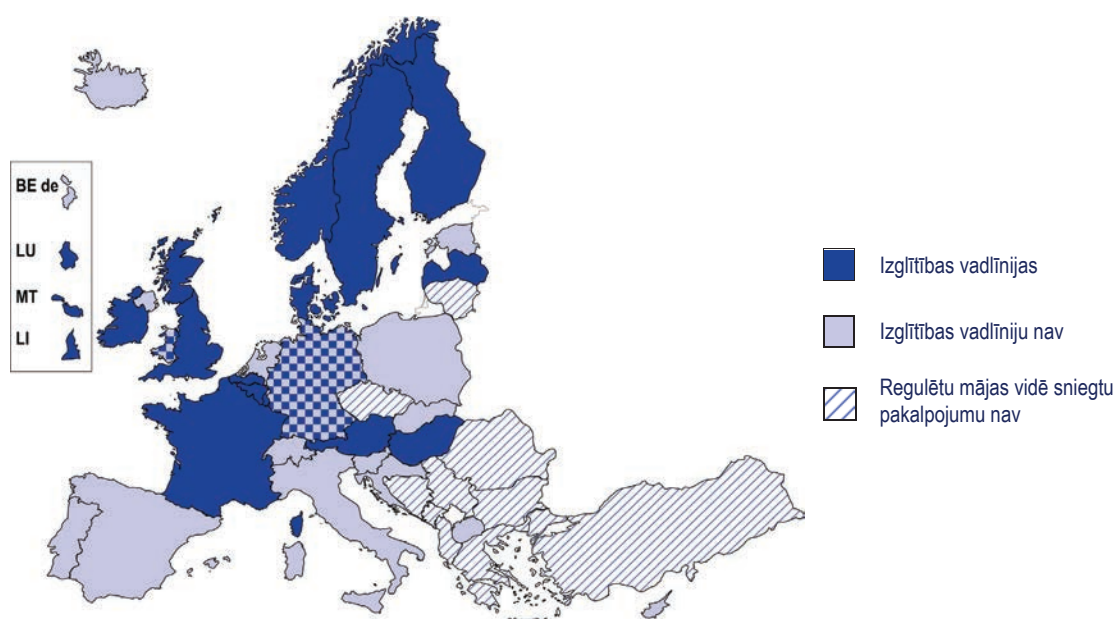 BE de
LU
MT
LI
Izglītības vadlīnijas
Izglītības vadlīniju nav
Regulētu mājas vidē sniegtu
pakalpojumu nav